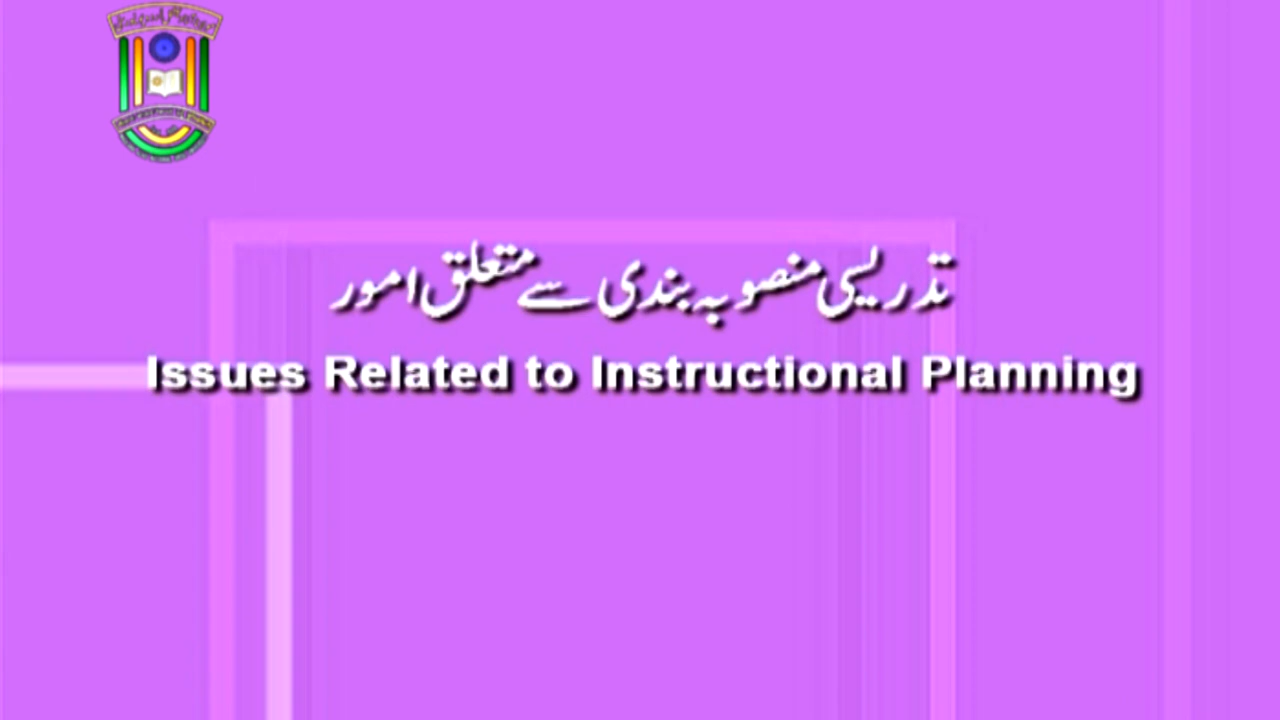 تدریسی منصوبہ بندی سے متعلق امور
Issues Related to Instructional Planning